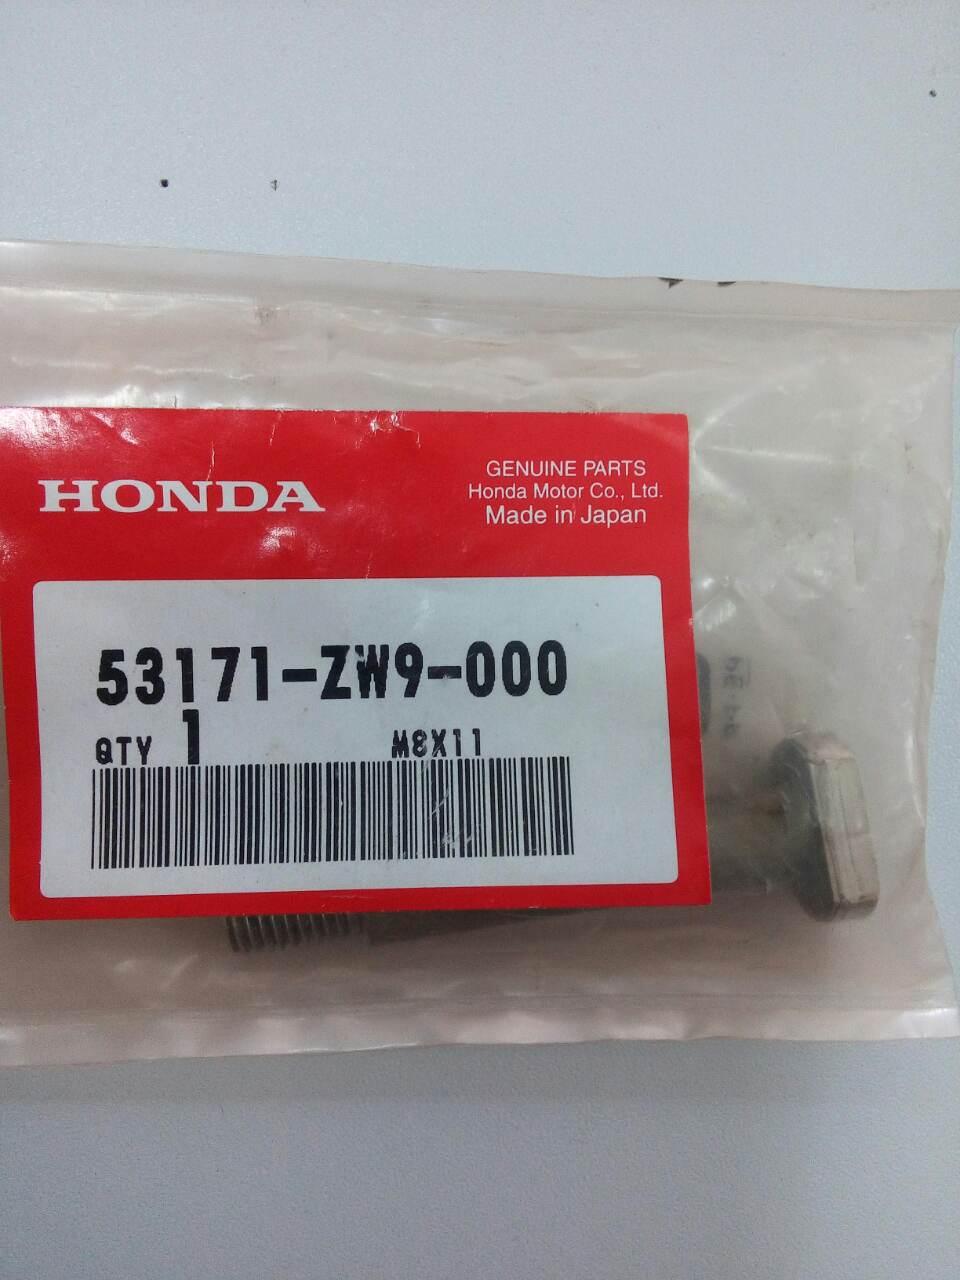 HONDA
GENUINE PARTS
Honda Motor Co., Ltd.
Made in Japan
53171-ZW9-000
QTY 1 M8X11